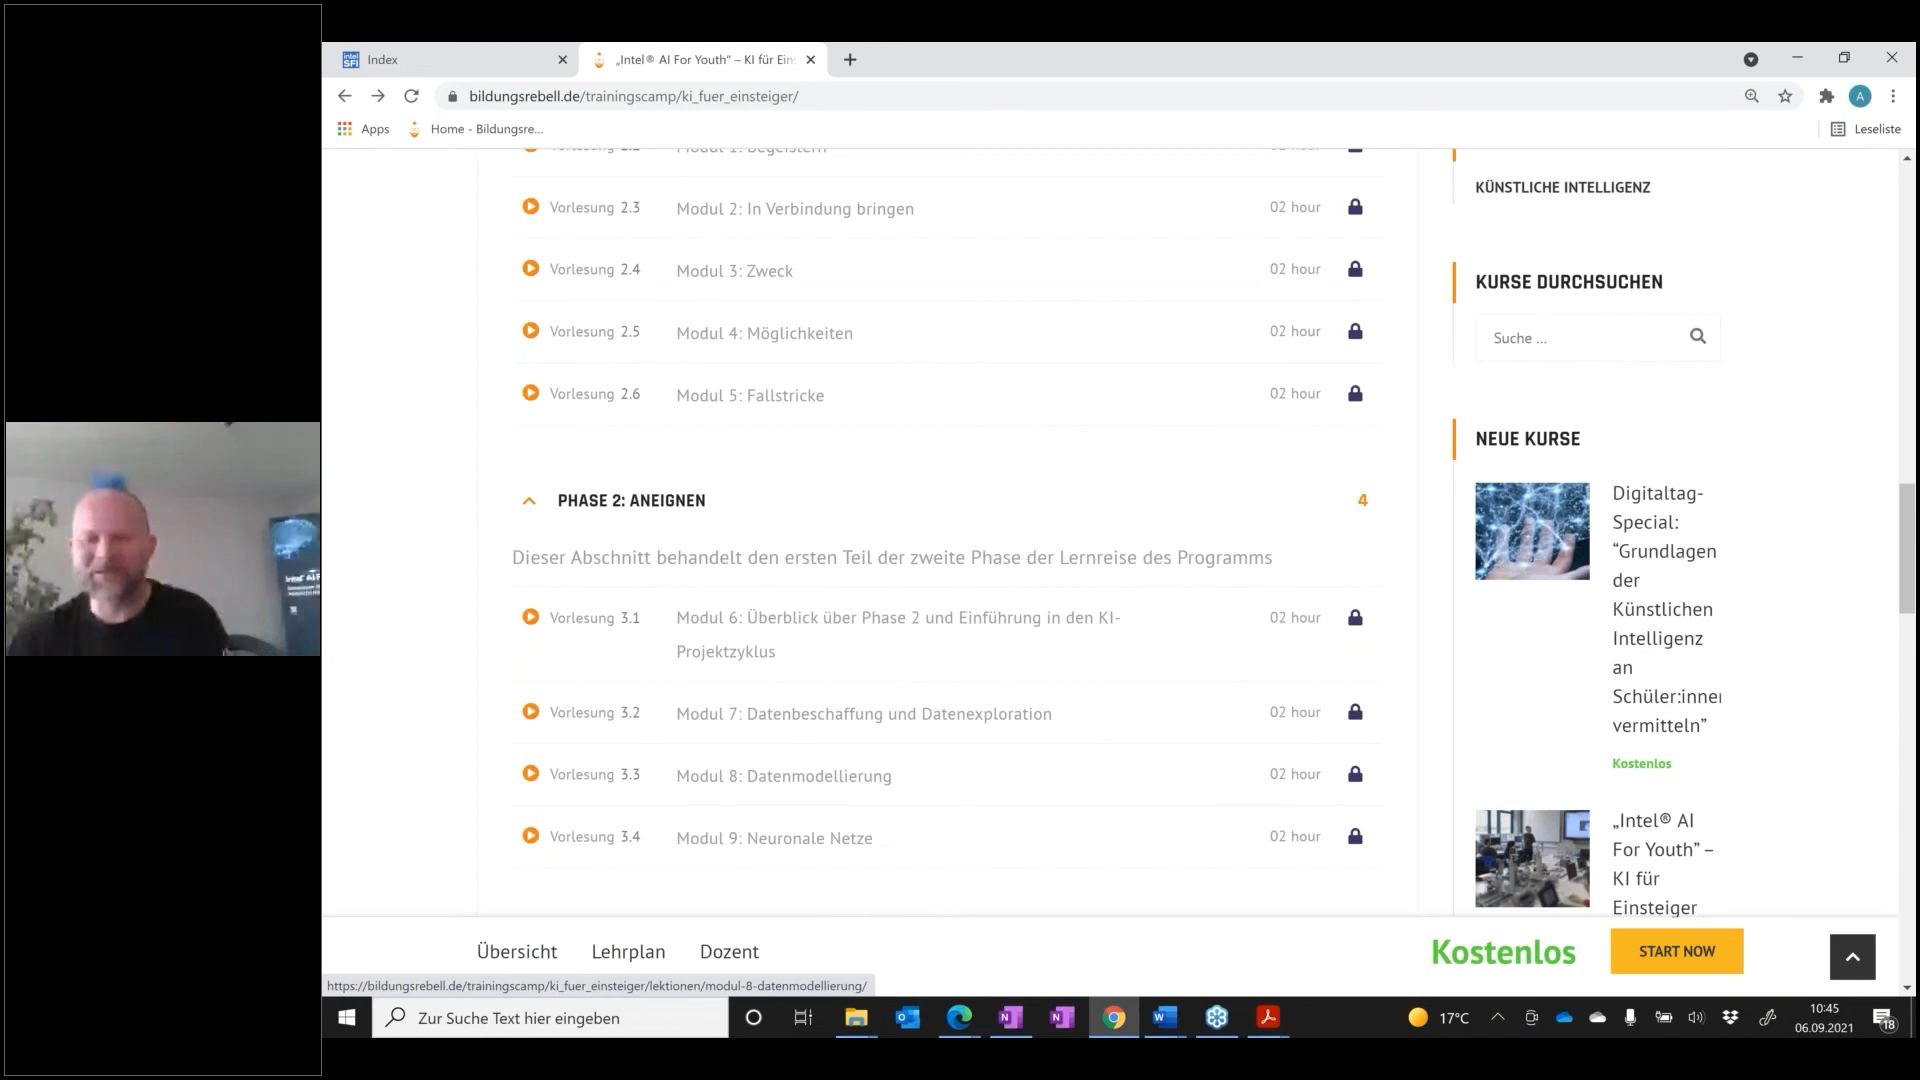 Index
„Intel® AI For Youth“ – KI für Ein
bildungsrebell.de/trainingscamp/ki_fuer_einsteiger/
Apps
Home - Bildungsre...
Leseliste
A
Modul 1: Begeistern
Vorlesung 2.3 Modul 2: In Verbindung bringen 02 hour
Vorlesung 2.4 Modul 3: Zweck 02 hour
Vorlesung 2.5 Modul 4: Möglichkeiten 02 hour
Vorlesung 2.6 Modul 5: Fallstricke 02 hour
PHASE 2: ANEIGNEN 4
Dieser Abschnitt behandelt den ersten Teil der zweite Phase der Lernreise des Programms
Vorlesung 3.1 Modul 6: Überblick über Phase 2 und Einführung in den KI- 02 hour
Projektzyklus
Vorlesung 3.2 Modul 7: Datenbeschaffung und Datenexploration 02 hour
Vorlesung 3.3 Modul 8: Datenmodellierung 02 hour
Vorlesung 3.4 Modul 9: Neuronale Netze 02 hour
KÜNSTLICHE INTELLIGENZ
KURSE DURCHSUCHEN
Suche ...
NEUE KURSE
Digitaltag-
Special:
“Grundlagen
der
Künstlichen
Intelligenz
an
Schüler:inner
vermitteln”
Kostenlos
„Intel® AI
For Youth” –
KI für
Einsteiger
Übersicht Lehrplan Dozent
Kostenlos START NOW
https://bildungsrebell.de/trainingscamp/ki_fuer_einsteiger/lektionen/modul-8-datenmodellierung/
Zur Suche Text hier eingeben
17°C
10:45
06.09.2021
18